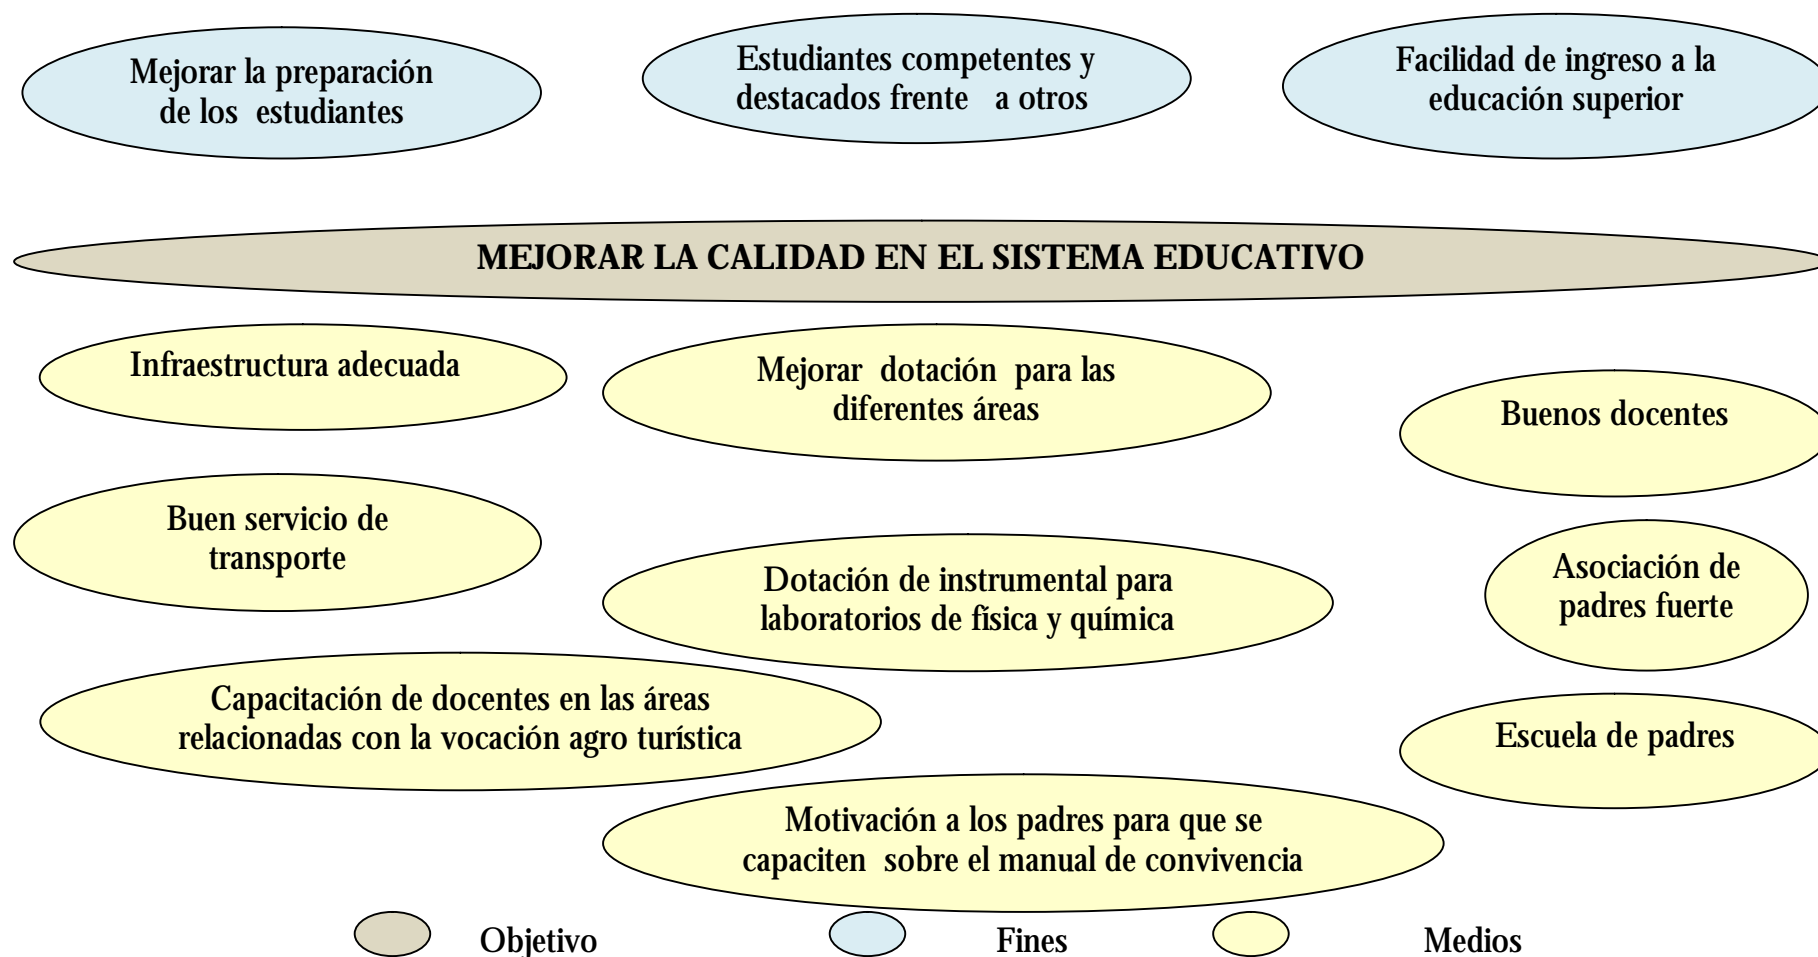 Mejorar la preparación
de los estudiantes
Estudiantes competentes y
destacados frente a otros
Facilidad de ingreso a la
educación superior
MEJORAR LA CALIDAD EN EL SISTEMA EDUCATIVO
Infraestructura adecuada
Mejorar dotación para las
diferentes áreas
Buenos docentes
Buen servicio de
transporte
Dotación de instrumental para
laboratorios de física y química
Asociación de
padres fuerte
Capacitación de docentes en las áreas
relacionadas con la vocación agro turística
Escuela de padres
Motivación a los padres para que se
capaciten sobre el manual de convivencia
Objetivo
Fines
Medios